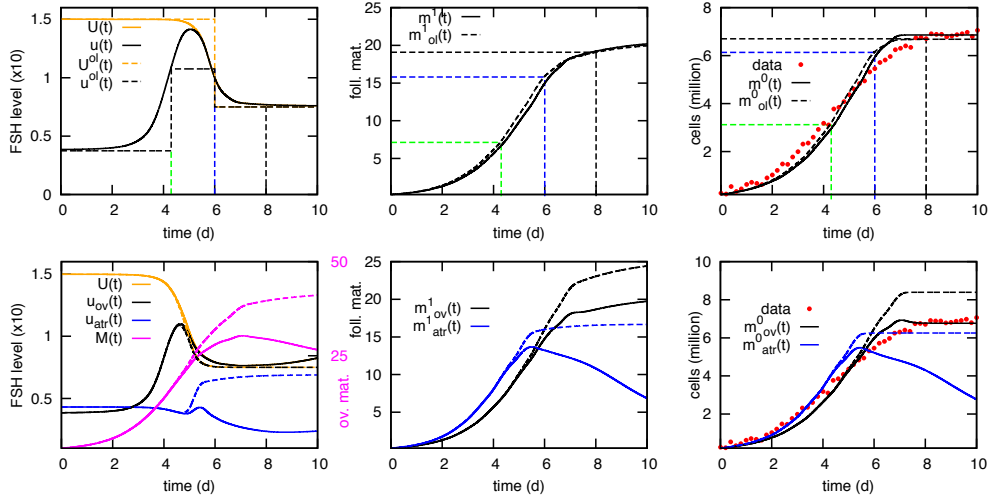 FSH level (x10)
1.5
1
0.5
0
U(t)
u(t)
U^ol(t)
u^ol(t)
0 2 4 6 8 10
time (d)
foll. mat.
25
20
15
10
5
m^1(t)
m^1_ol(t)
0 2 4 6 8 10
time (d)
cells (million)
8
6
4
2
data
m^0(t)
m^0_ol(t)
0 2 4 6 8 10
time (d)
FSH level (x10)
1.5
1
0.5
U(t)
u_ov(t)
u_atr(t)
M(t)
50
25
ov. mat.
0 2 4 6 8 10
time (d)
foll. mat.
25
20
15
10
5
m^1_ov(t)
m^1_atr(t)
0 2 4 6 8 10
time (d)
cells (million)
10
8
6
4
2
data
m^0_ov(t)
m^0_atr(t)
0 2 4 6 8 10
time (d)